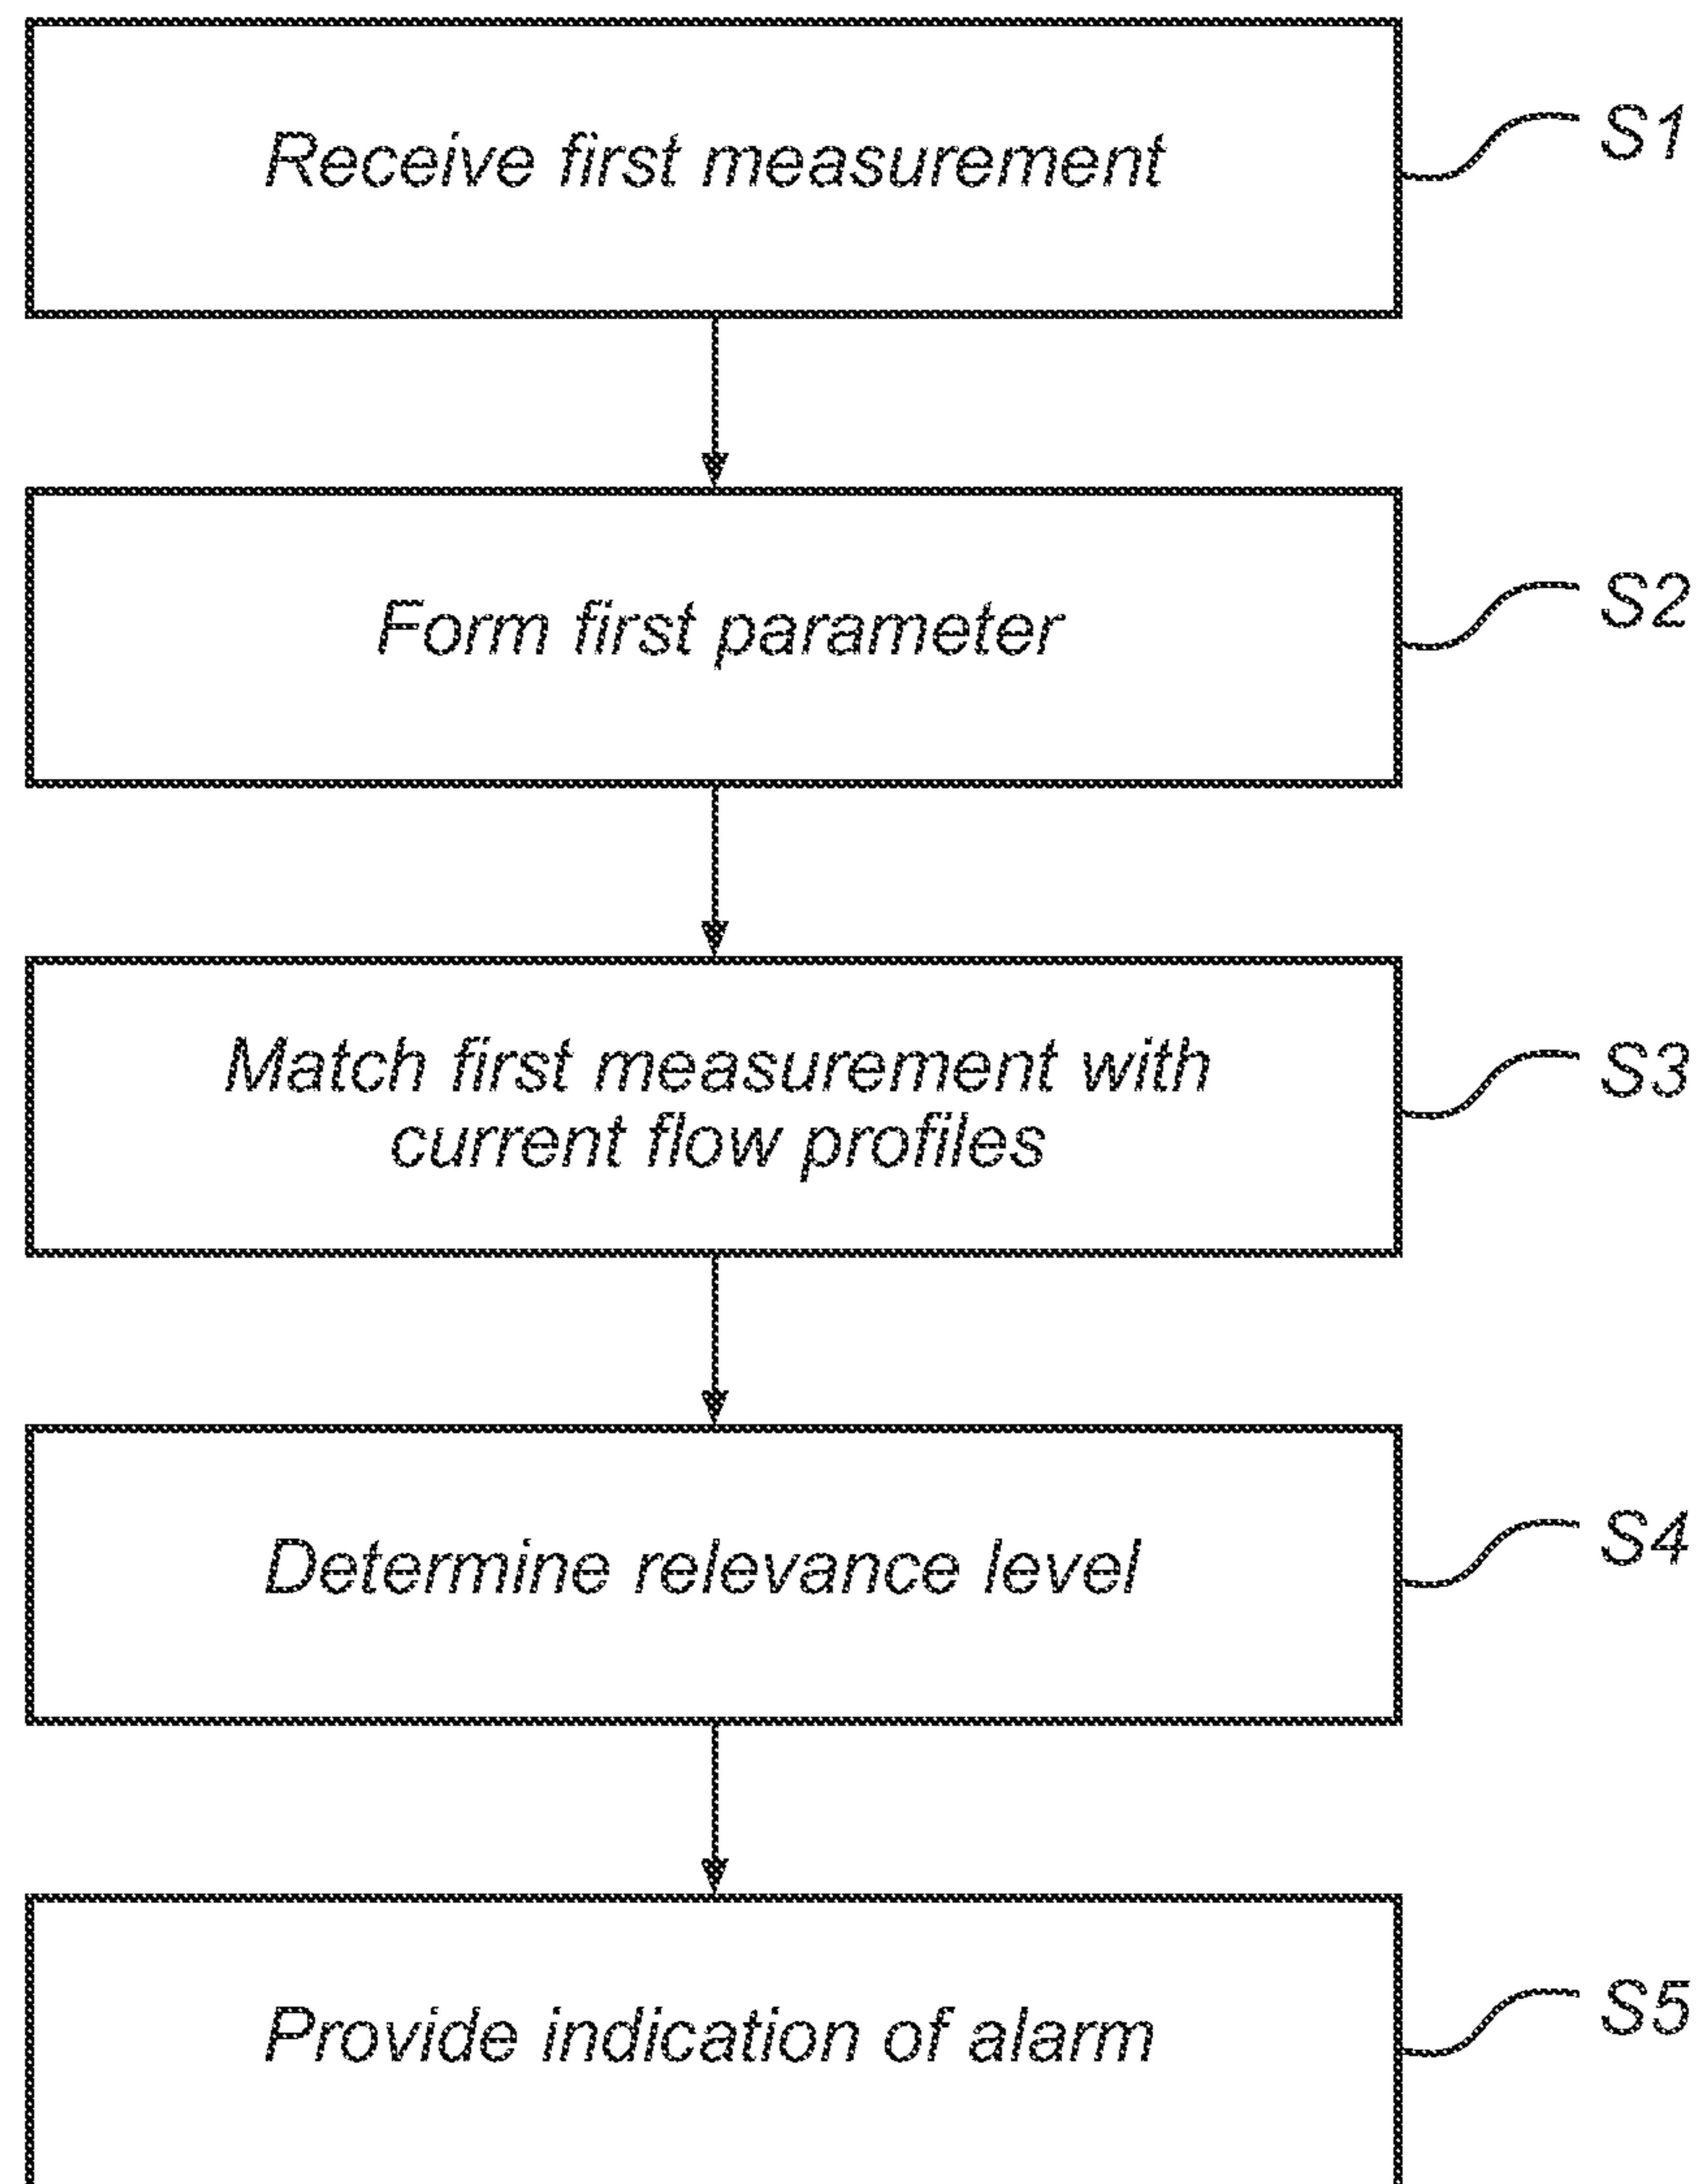 Receive first measurement
S1
Form first parameter
S2
Match first measurement with
current flow profiles
S3
Determine relevance level
S4
Provide indication of alarm
S5